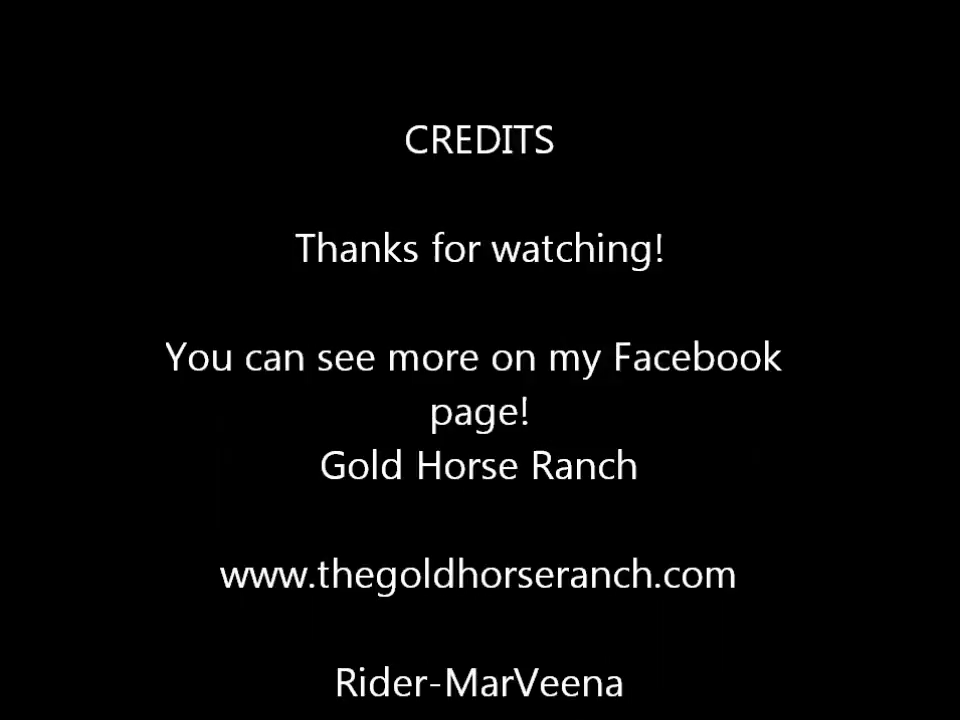 CREDITS
Thanks for watching!
You can see more on my Facebook
page!
Gold Horse Ranch
www.thegoldhorseranch.com
Rider-MarVeena